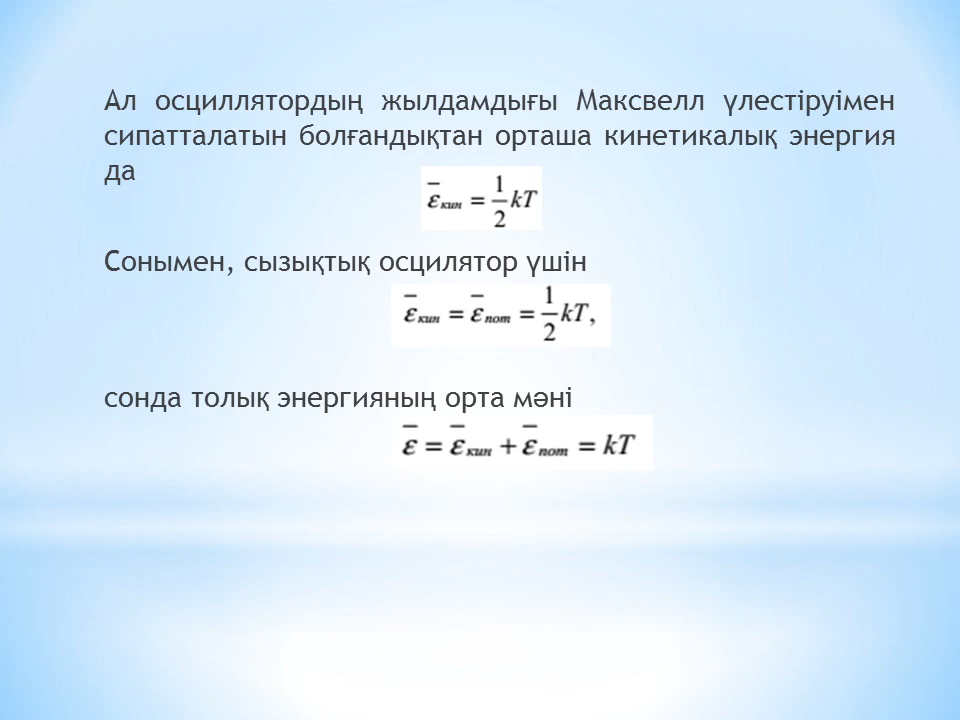 Ал осциллятордың жылдамдығы Максвелл үлестіруімен
сипатталатын болғандықтан орташа кинетикалық энергия
да
ε̅кин = 1/2 kT
Сонымен, сызықтық осцилятор үшін
ε̅кин = ε̅пот = 1/2 kT,
сонда толық энергияның орта мәні
ε̅ = ε̅кин + ε̅пот = kT